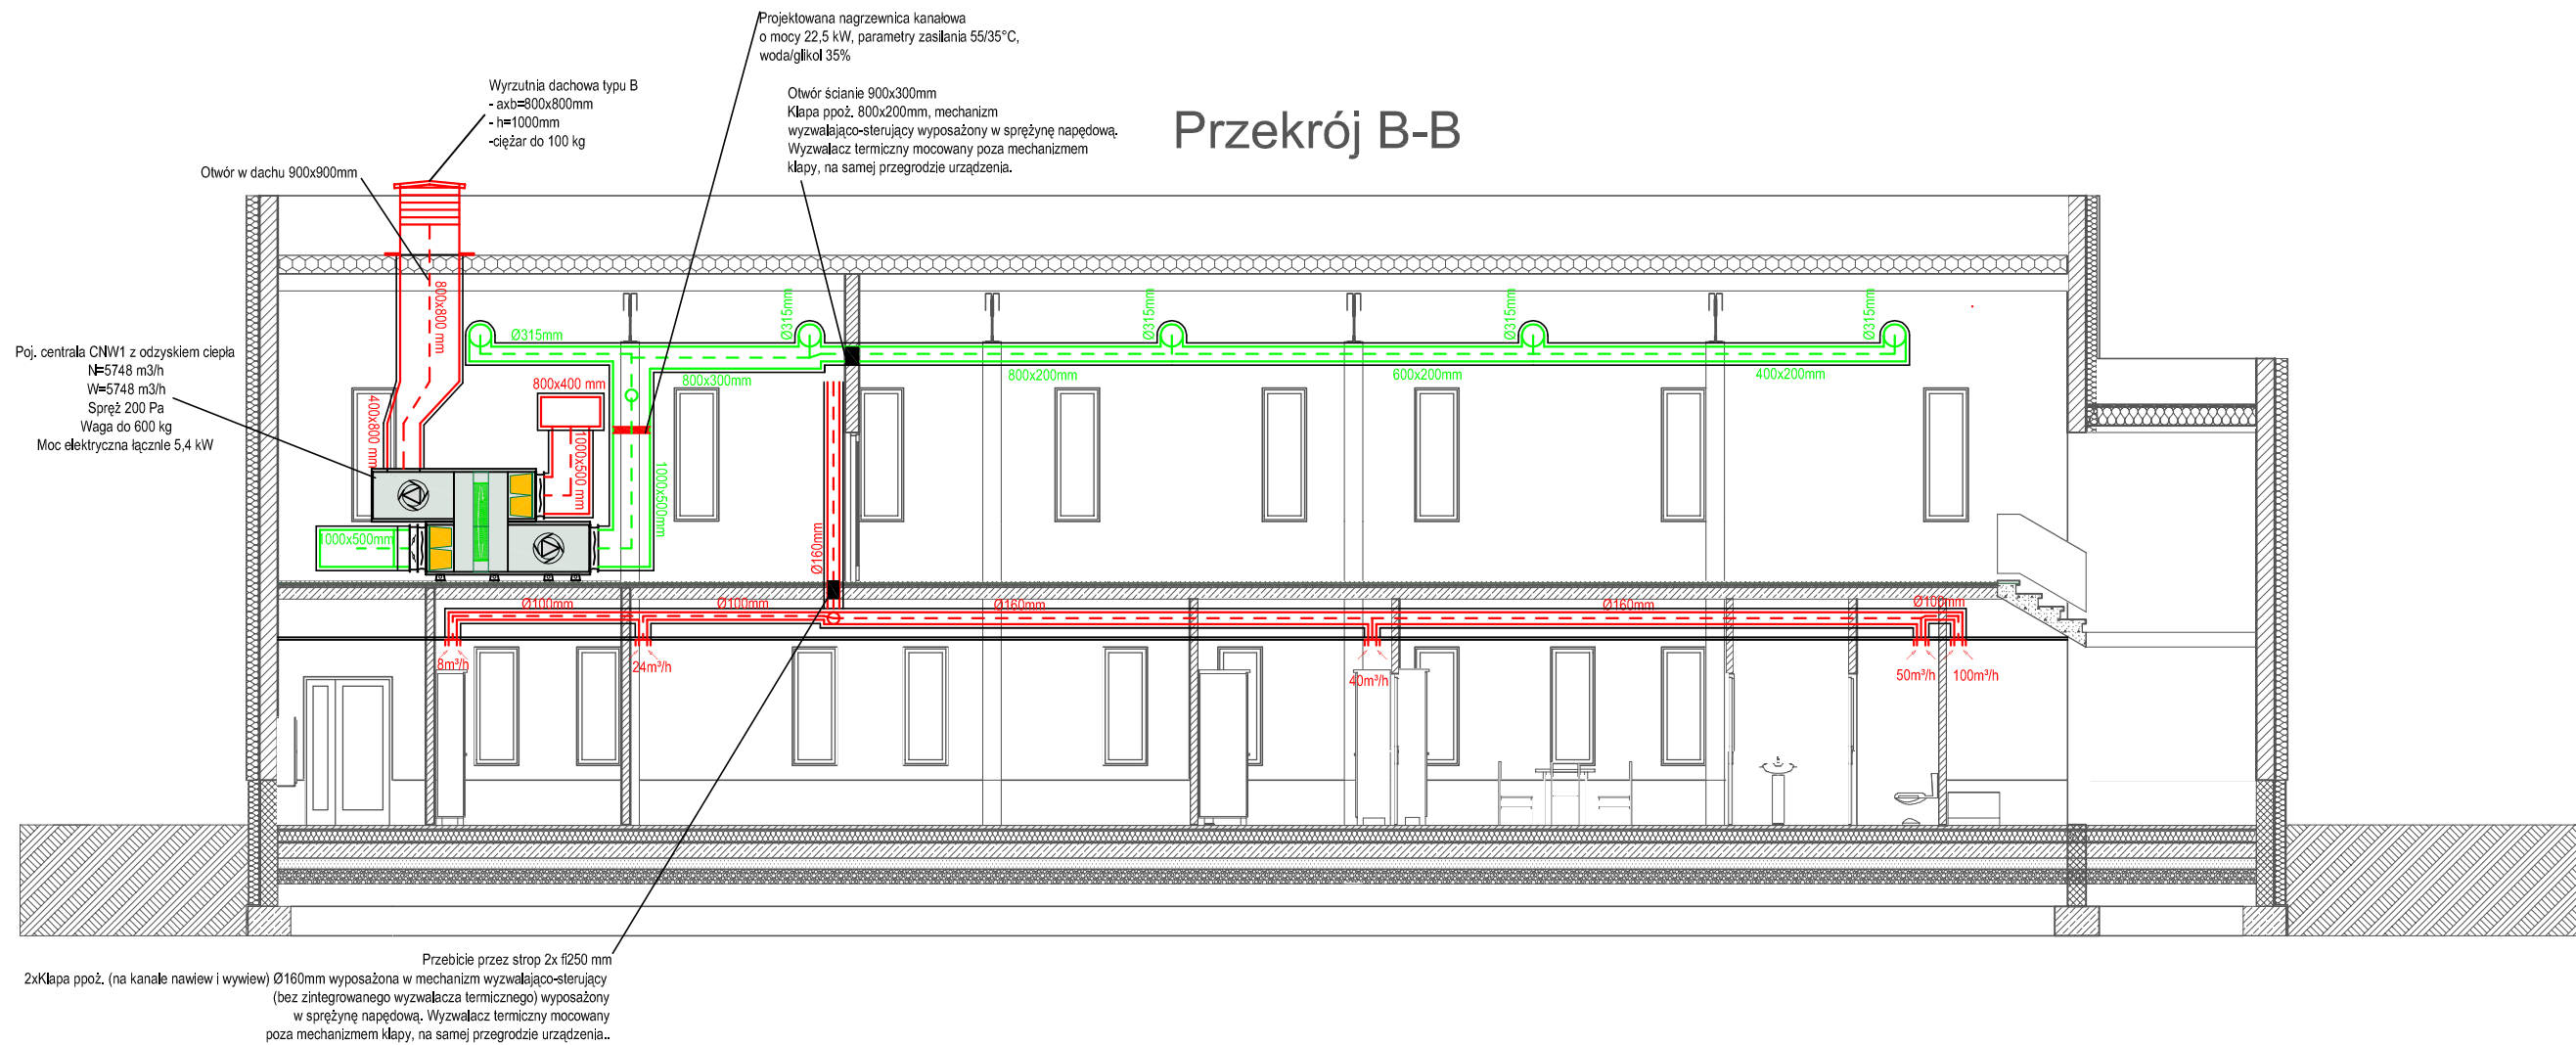 Projektowana nagrzewnica kanałowa
o mocy 22,5 kW, parametry zasilania 55/35°C,
woda/glikol 35%
Wyrzutnia dachowa typu B
- axb=800x800mm
- h=1000mm
-ciężar do 100 kg
Otwór ścianie 900x300mm
Klapa ppoż. 800x200mm, mechanizm
wyzwalająco-sterujący wyposażony w sprężynę napędową.
Wyzwalacz termiczny mocowany poza mechanizmem
klapy, na samej przegrodzie urządzenia.
Przekrój B-B
Otwór w dachu 900x900mm
Poj. centrala CNW1 z odzyskiem ciepła
N=5748 m3/h
W=5748 m3/h
Spręż 200 Pa
Waga do 600 kg
Moc elektryczna łącznie 5,4 kW
800x800 mm
400x800 mm
Ø315mm
Ø315mm
Ø315mm
Ø315mm
Ø315mm
800x400 mm
800x300mm
800x200mm
600x200mm
400x200mm
1000x500 mm
1000x500mm
1000x500mm
Ø160mm
Ø100mm
Ø100mm
Ø160mm
Ø160mm
Ø100mm
8m³/h
24m³/h
40m³/h
50m³/h
100m³/h
Przebicie przez strop 2x fi250 mm
2xKlapa ppoż. (na kanale nawiew i wywiew) Ø160mm wyposażona w mechanizm wyzwalająco-sterujący
(bez zintegrowanego wyzwalacza termicznego) wyposażony
w sprężynę napędową. Wyzwalacz termiczny mocowany
poza mechanizmem klapy, na samej przegrodzie urządzenia..